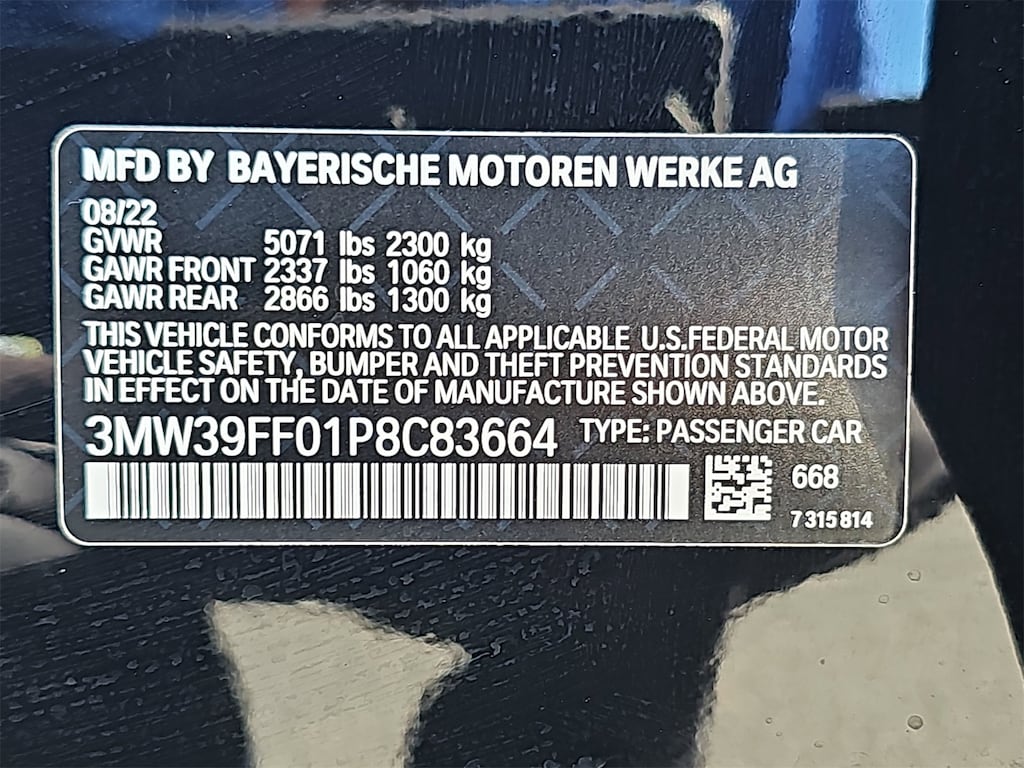 MFD BY BAYERISCHE MOTOREN WERKE AG
08/22
GVWR 5071 lbs 2300 kg
GAWR FRONT 2337 lbs 1060 kg
GAWR REAR 2866 lbs 1300 kg
THIS VEHICLE CONFORMS TO ALL APPLICABLE U.S.FEDERAL MOTOR
VEHICLE SAFETY, BUMPER AND THEFT PREVENTION STANDARDS
IN EFFECT ON THE DATE OF MANUFACTURE SHOWN ABOVE.
3MW39FF01P8C83664 TYPE: PASSENGER CAR
668
7 315 814